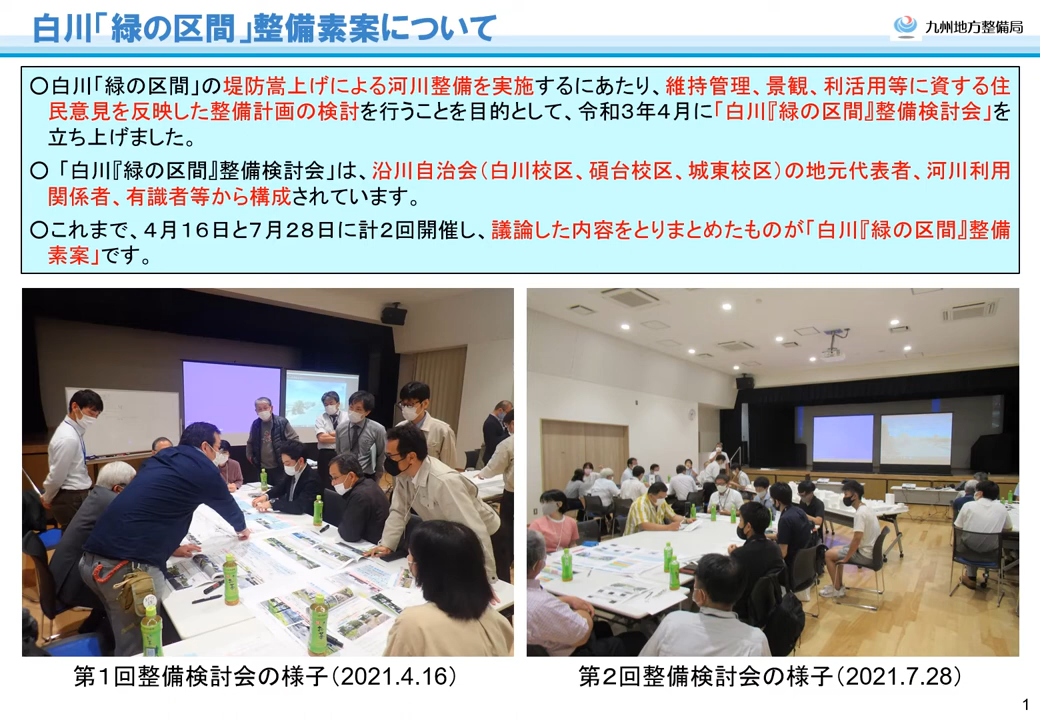 白川「緑の区間」整備素案について
九州地方整備局
〇白川「緑の区間」の堤防嵩上げによる河川整備を実施するにあたり、維持管理、景観、利活用等に資する住
民意見を反映した整備計画の検討を行うことを目的として、令和3年4月に「白川『緑の区間』整備検討会」を
立ち上げました。
〇 「白川『緑の区間』整備検討会」は、沿川自治会（白川校区、碩台校区、城東校区）の地元代表者、河川利用
関係者、有識者等から構成されています。
〇これまで、４月１６日と７月２８日に計２回開催し、議論した内容をとりまとめたものが「白川『緑の区間』整備
素案」です。
第１回整備検討会の様子（2021.4.16）
第２回整備検討会の様子（2021.7.28）
1